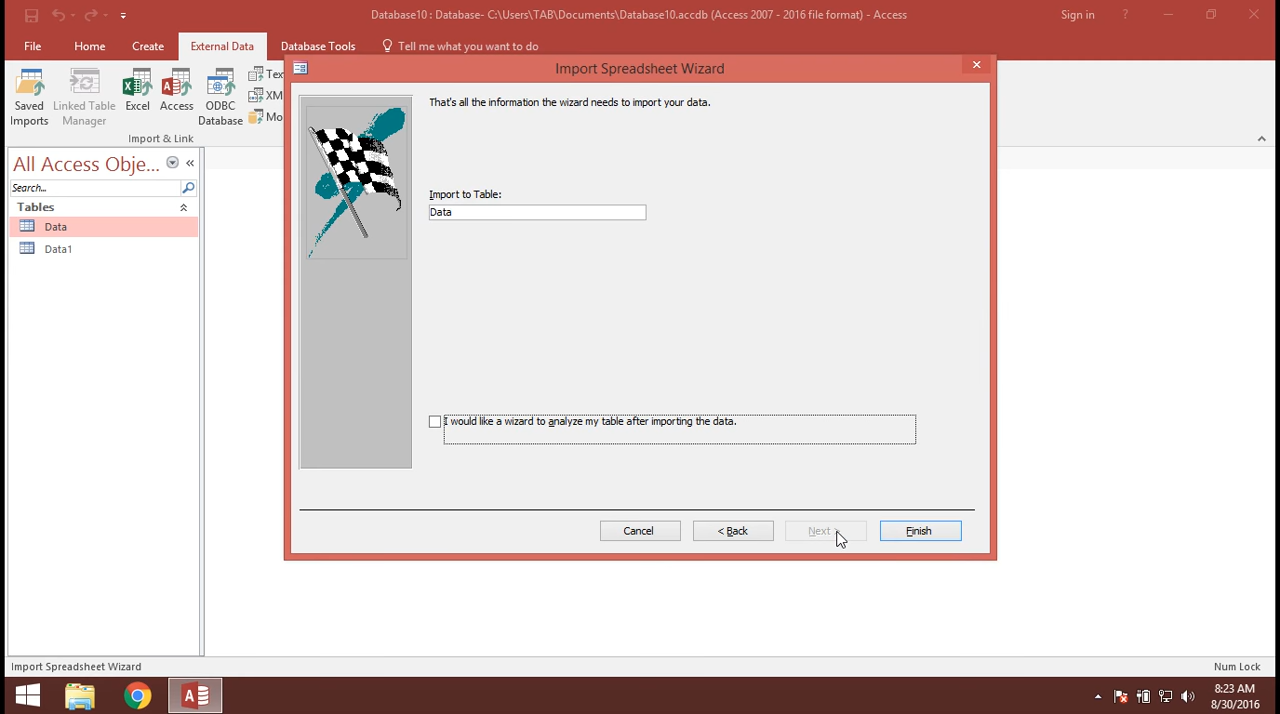 Database10 : Database- C:\Users\TAB\Documents\Database10.accdb (Access 2007 - 2016 file format) - Access
Sign in
?
File
Home
Create
External Data
Database Tools
Tell me what you want to do
Saved Imports
Linked Table Manager
Excel
Access
ODBC Database
Tex
XM
Mo
Import & Link
Import Spreadsheet Wizard
All Access Obje...
Search...
Tables
Data
Data1
That's all the information the wizard needs to import your data.
Import to Table:
Data
I would like a wizard to analyze my table after importing the data.
Cancel
< Back
Next >
Finish
Import Spreadsheet Wizard
Num Lock
8:23 AM
8/30/2016